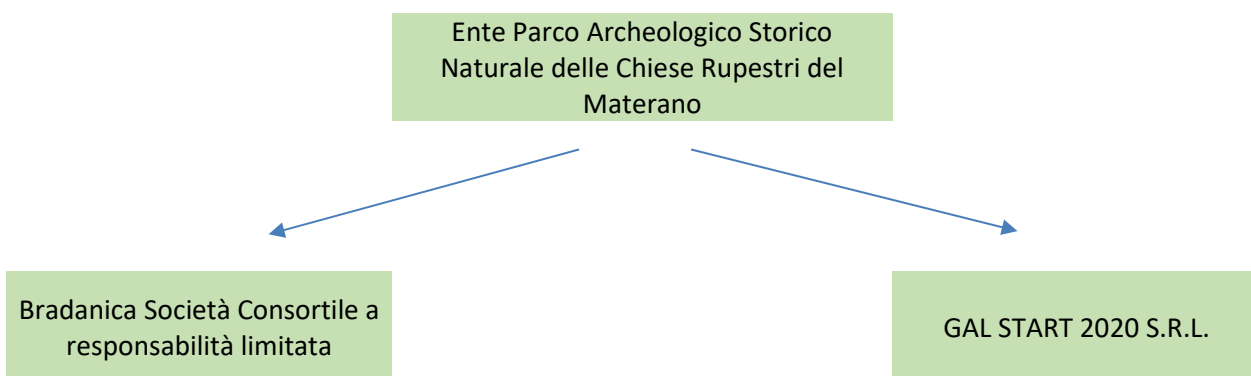 Ente Parco Archeologico Storico
Naturale delle Chiese Rupestri del
Materano
Bradanica Società Consortile a
responsabilità limitata
GAL START 2020 S.R.L.